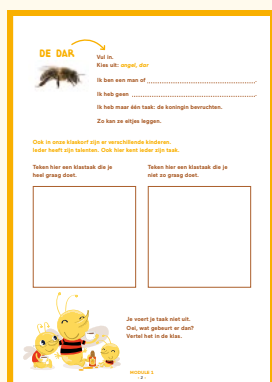 DE DAR
Vul in.
Kies uit: angel, dar
Ik ben een man of ...............................................
Ik heb geen ...............................................
Ik heb maar één taak: de koningin bevruchten.
Zo kan ze eitjes leggen.
Ook in onze klaskorf zijn er verschillende kinderen.
Ieder heeft zijn talenten. Ook hier kent ieder zijn taak.
Teken hier een klastaak die je
heel graag doet.
Teken hier een klastaak die je
niet zo graag doet.
Je voert je taak niet uit.
Oei, wat gebeurt er dan?
Vertel het in de klas.
MODULE 3
- 2 -